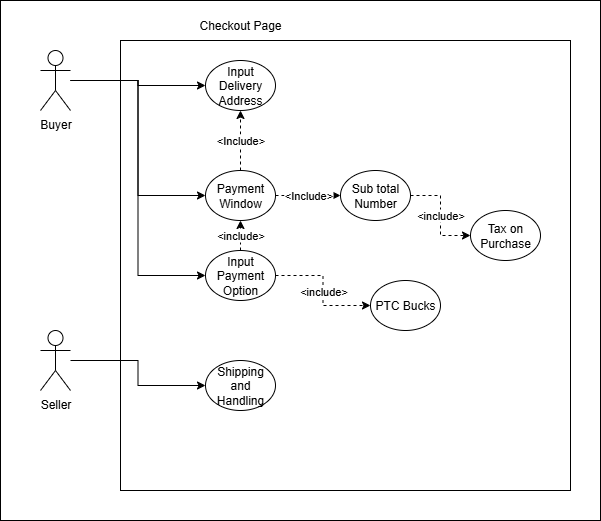 Checkout Page
Buyer
Input
Delivery
Address
<Include>
Payment
Window
<Include>
Sub total
Number
<include>
Tax on
Purchase
<include>
Input
Payment
Option
<include>
PTC Bucks
Seller
Shipping
and
Handling